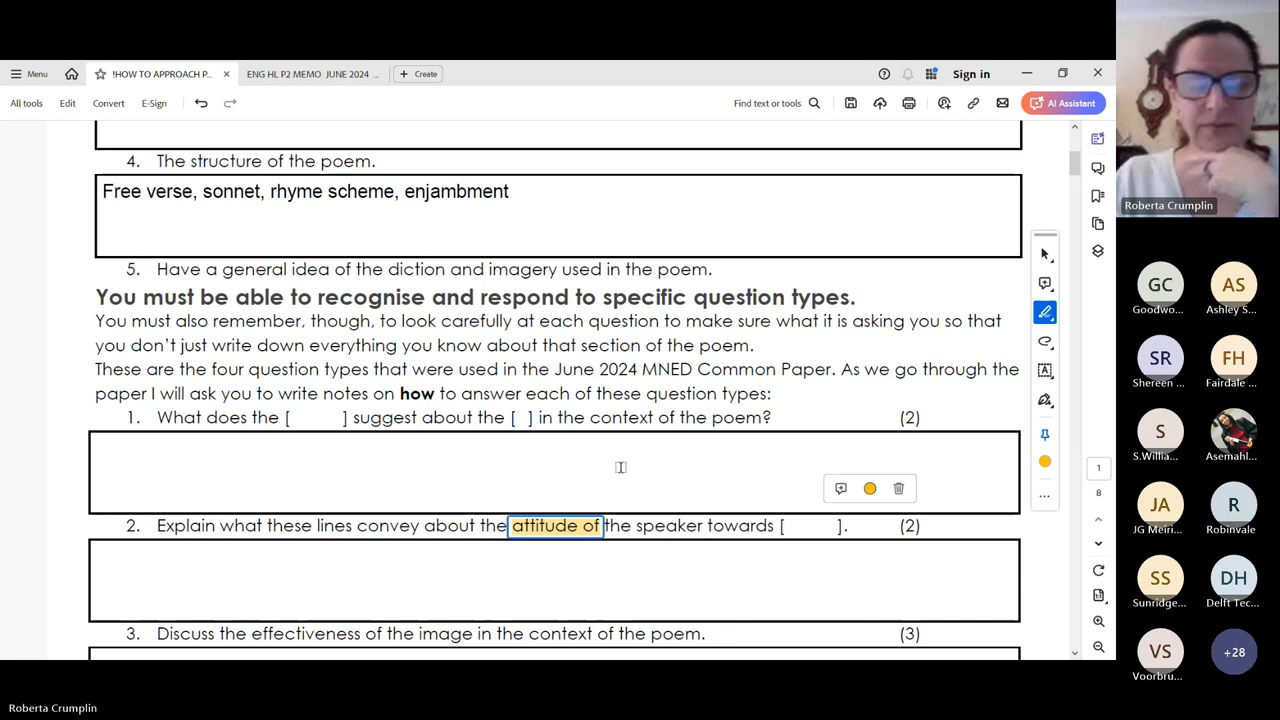 Menu
!HOW TO APPROACH P...
ENG HL P2 MEMO JUNE 2024 ...
Create
Sign in
All tools
Edit
Convert
E-Sign
Find text or tools
AI Assistant
4. The structure of the poem.
Free verse, sonnet, rhyme scheme, enjambment
5. Have a general idea of the diction and imagery used in the poem.
You must be able to recognise and respond to specific question types.
You must also remember, though, to look carefully at each question to make sure what it is asking you so that
you don't just write down everything you know about that section of the poem.
These are the four question types that were used in the June 2024 MNED Common Paper. As we go through the
paper I will ask you to write notes on how to answer each of these question types:
1. What does the [ ] suggest about the [ ] in the context of the poem? (2)
2. Explain what these lines convey about the attitude of the speaker towards [ ]. (2)
3. Discuss the effectiveness of the image in the context of the poem. (3)
1
8
Roberta Crumplin
GC
Goodwo...
AS
Ashley S...
SR
Shereen ...
FH
Fairdale ...
S
S.Willia...
Asemahl...
JA
JG Meiri...
R
Robinvale
SS
Sunridge...
DH
Delft Tec...
VS
Voorbru...
+28
Roberta Crumplin